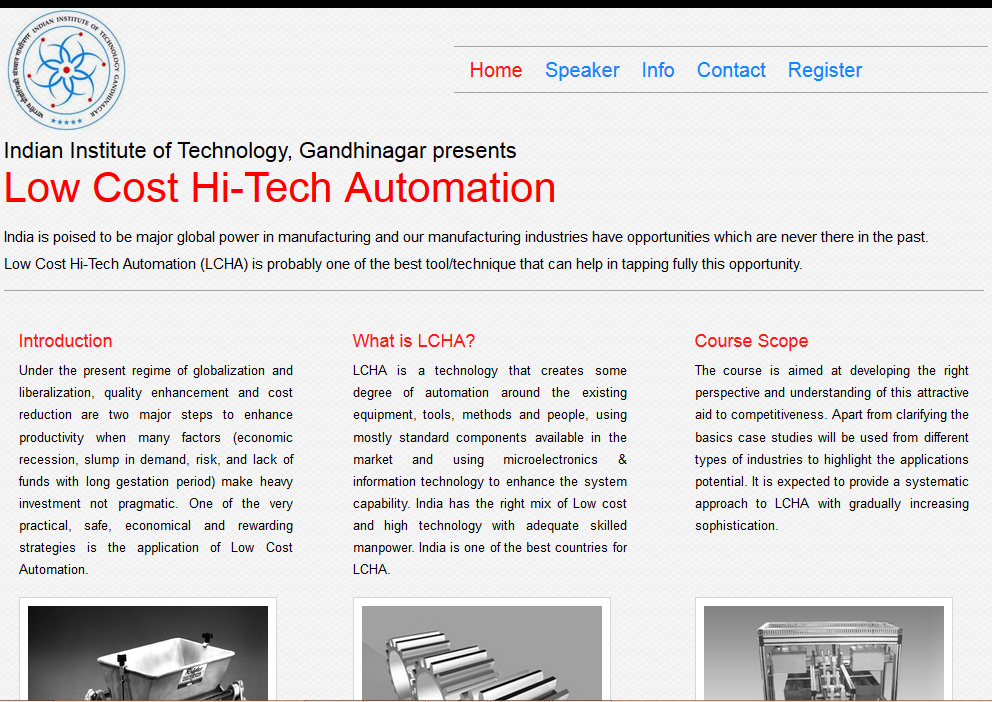 INDIAN INSTITUTE OF TECHNOLOGY GANDHINAGAR
Home Speaker Info Contact Register
Indian Institute of Technology, Gandhinagar presents
Low Cost Hi-Tech Automation
India is poised to be major global power in manufacturing and our manufacturing industries have opportunities which are never there in the past.
Low Cost Hi-Tech Automation (LCHA) is probably one of the best tool/technique that can help in tapping fully this opportunity.
Introduction
Under the present regime of globalization and
liberalization, quality enhancement and cost
reduction are two major steps to enhance
productivity when many factors (economic
recession, slump in demand, risk, and lack of
funds with long gestation period) make heavy
investment not pragmatic. One of the very
practical, safe, economical and rewarding
strategies is the application of Low Cost
Automation.
What is LCHA?
LCHA is a technology that creates some
degree of automation around the existing
equipment, tools, methods and people, using
mostly standard components available in the
market and using microelectronics &
information technology to enhance the system
capability. India has the right mix of Low cost
and high technology with adequate skilled
manpower. India is one of the best countries for
LCHA.
Course Scope
The course is aimed at developing the right
perspective and understanding of this attractive
aid to competitiveness. Apart from clarifying the
basics case studies will be used from different
types of industries to highlight the applications
potential. It is expected to provide a systematic
approach to LCHA with gradually increasing
sophistication.